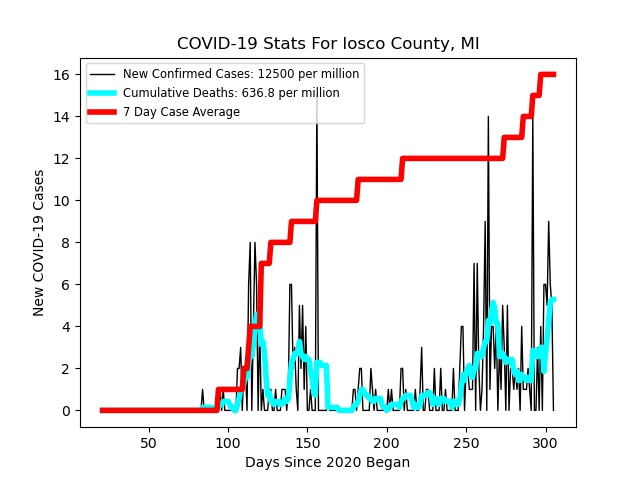 COVID-19 Stats For Iosco County, MI
New Confirmed Cases: 12500 per million
Cumulative Deaths: 636.8 per million
7 Day Case Average
New COVID-19 Cases
16
14
12
10
8
6
4
2
0
50 100 150 200 250 300
Days Since 2020 Began